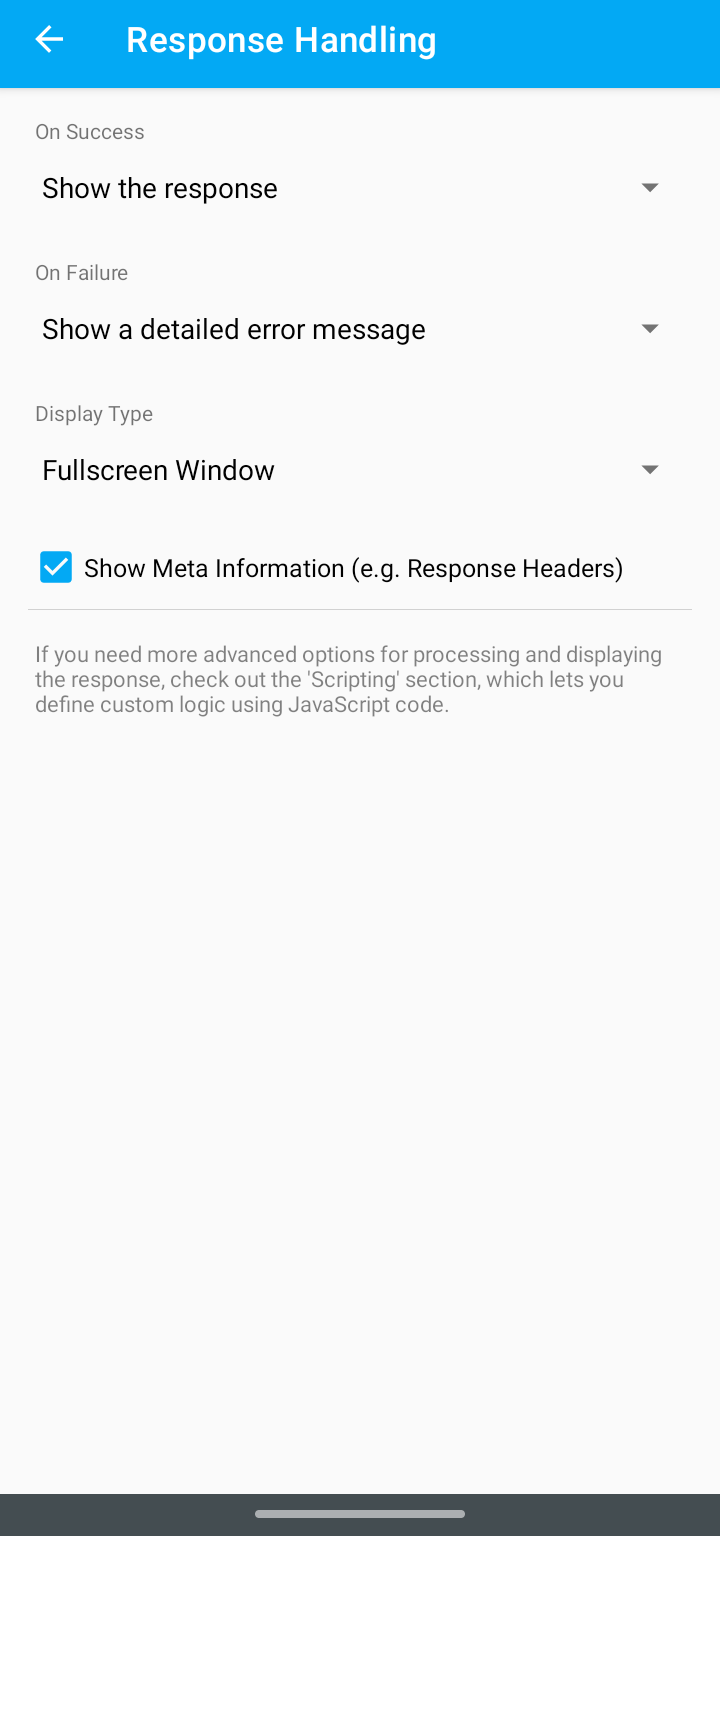 Response Handling
On Success
Show the response
On Failure
Show a detailed error message
Display Type
Fullscreen Window
Show Meta Information (e.g. Response Headers)
If you need more advanced options for processing and displaying
the response, check out the 'Scripting' section, which lets you
define custom logic using JavaScript code.